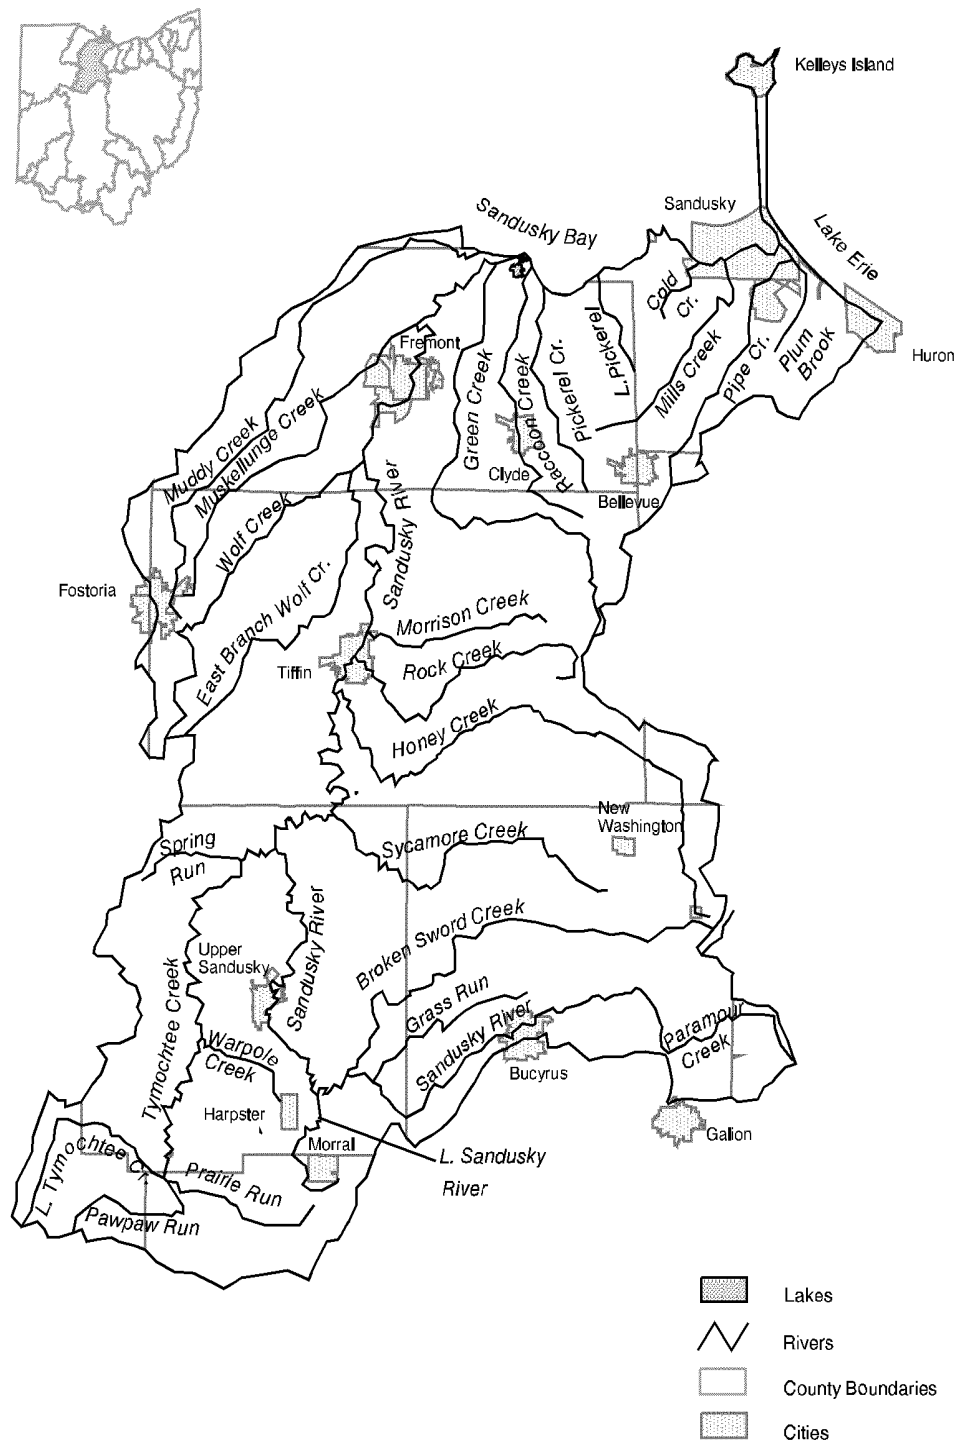 Kelleys Island
Sandusky
Sandusky Bay
Lake Erie
Cold
Cr.
Huron
Fremont
L. Pickerel
Pickerel Cr.
Mills Creek
Pipe Cr.
Plum
Brook
Green Creek
Raccoon Creek
Muddy Creek
Muskellunge Creek
Clyde
Bellevue
Wolf Creek
Sandusky River
Fostoria
East Branch Wolf Cr.
Morrison Creek
Tiffin
Rock Creek
Honey Creek
New
Washington
Sycamore Creek
Spring
Run
Broken Sword Creek
Upper
Sandusky
Sandusky River
Tymochtee Creek
Grass Run
Sandusky River
Paramour
Creek
Warpole
Creek
Bucyrus
Harpster
Galion
Morral
L. Tymochtee Cr.
Prairie Run
L. Sandusky
River
Pawpaw Run
Lakes
Rivers
County Boundaries
Cities